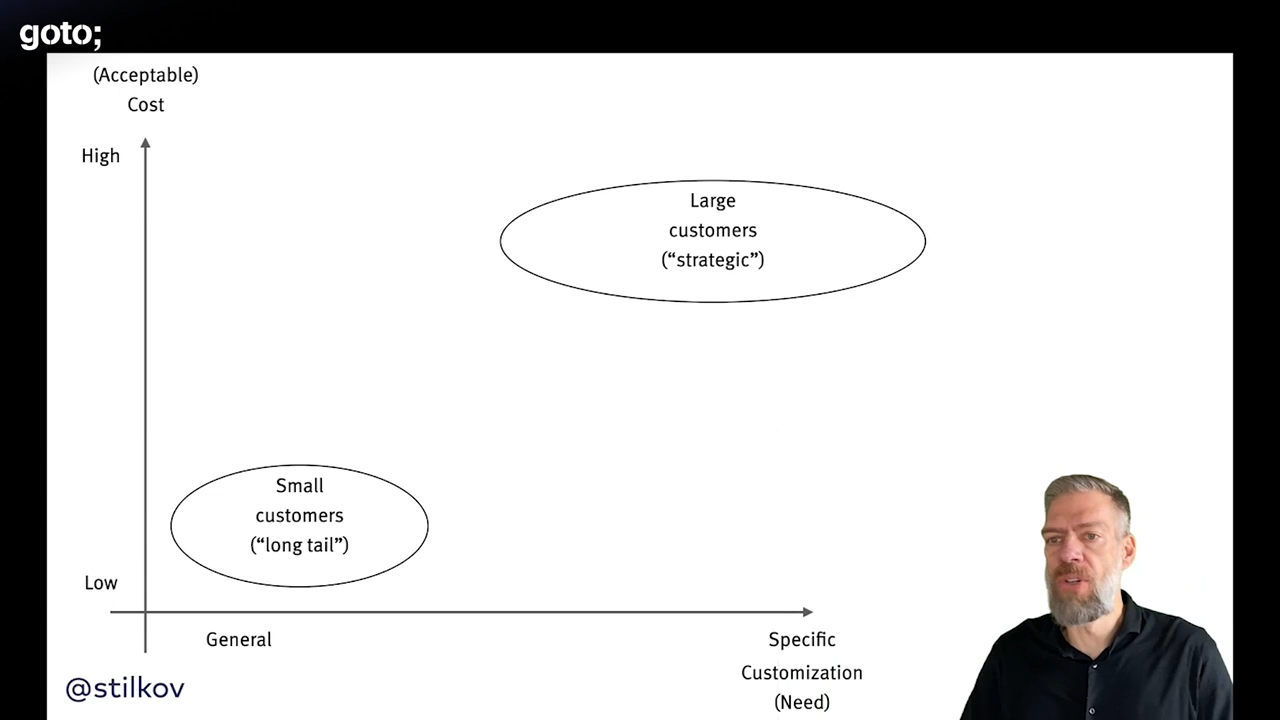 goto;
(Acceptable)
Cost
High
Large
customers
(“strategic”)
Small
customers
(“long tail”)
Low
General
Specific
Customization
(Need)
@stilkov